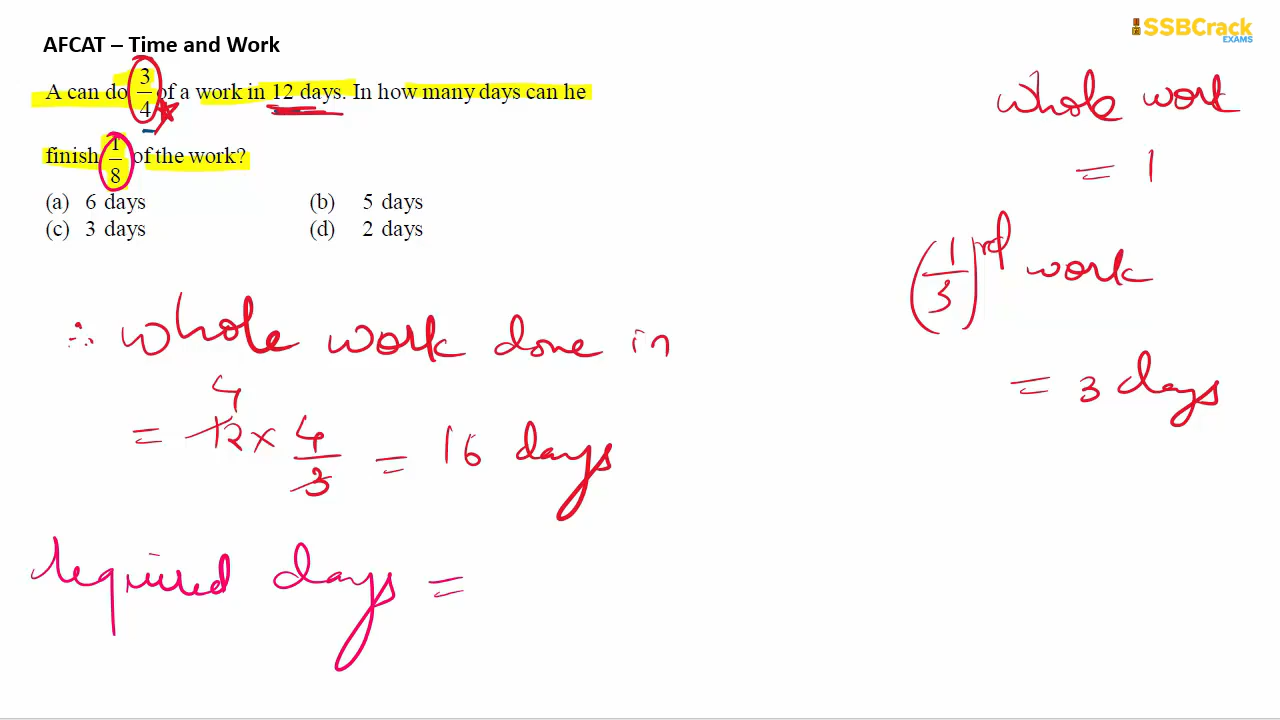 SSBCrack
EXAMS
AFCAT – Time and Work
A can do 3/4 of a work in 12 days. In how many days can he
finish 1/8 of the work?
(a) 6 days (b) 5 days
(c) 3 days (d) 2 days
whole work
= 1
(1/3)rd work
= 3 days
∴ whole work done in
4
= 12 × 4/3 = 16 days
required days =